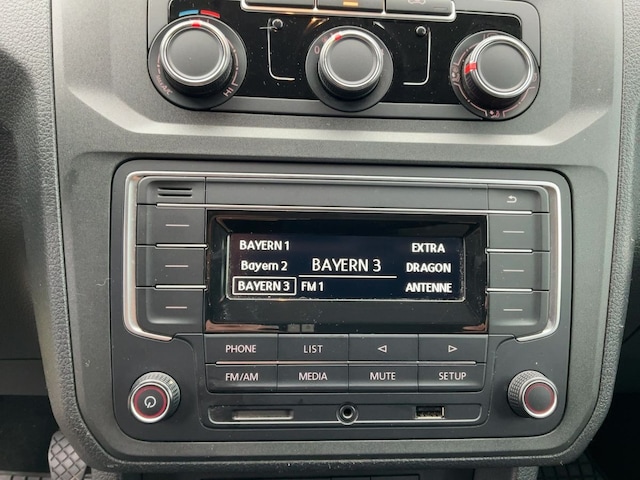 BAYERN 1
EXTRA
Bayern 2
BAYERN 3
DRAGON
BAYERN 3
FM 1
ANTENNE
PHONE
LIST
FM/AM
MEDIA
MUTE
SETUP